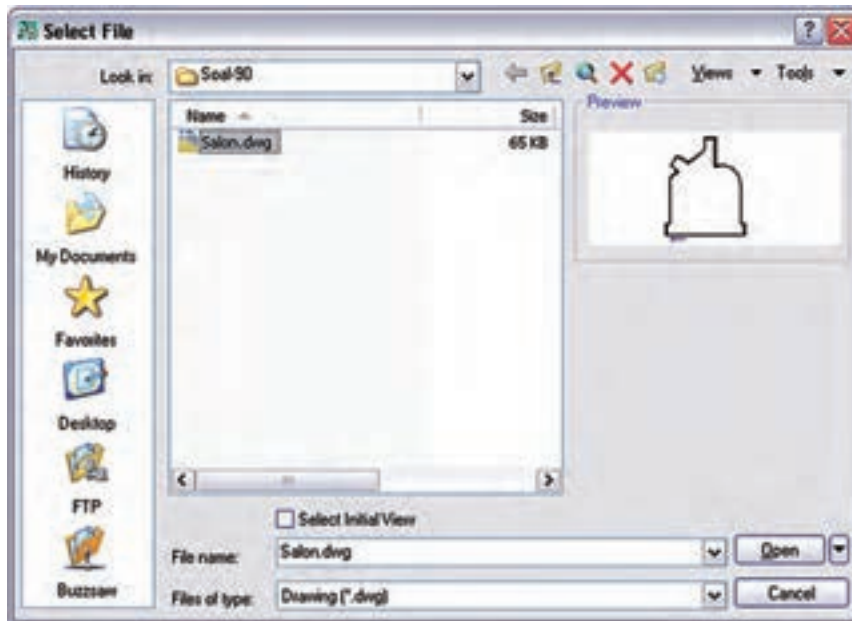 Select File
Look in: Soal-90 Views Tools
Name Size
Salon.dwg 65 KB
Preview
History
My Documents
Favorites
Desktop
FTP
Buzzsaw
Select Initial View
File name: Salon.dwg Open
Files of type: Drawing (*.dwg) Cancel